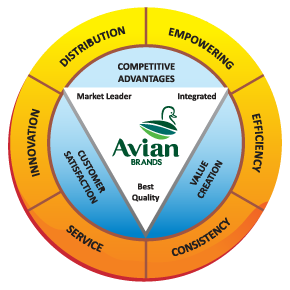 DISTRIBUTION
EMPOWERING
COMPETITIVE
ADVANTAGES
Market Leader
Integrated
INNOVATION
EFFICIENCY
Avian
BRANDS
CUSTOMER
SATISFACTION
VALUE
CREATION
Best
Quality
SERVICE
CONSISTENCY